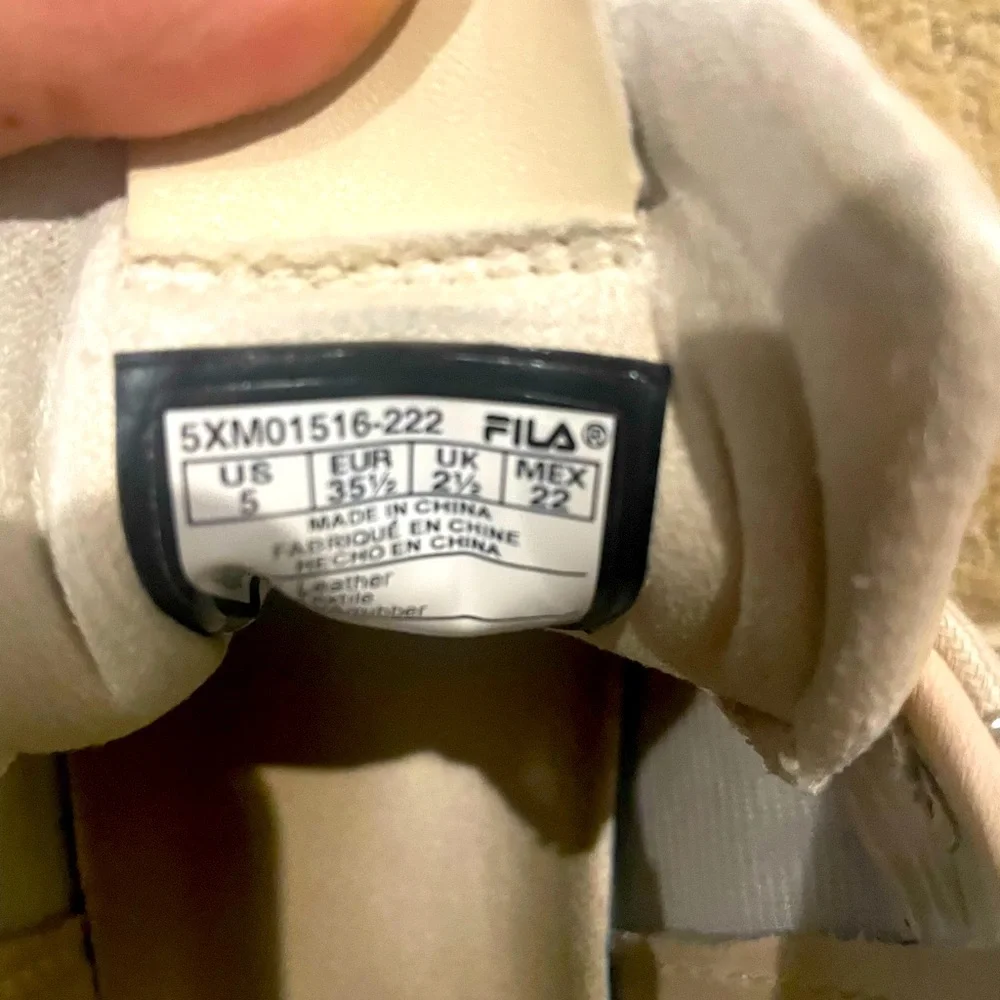 5XM01516-222 FILA®
US EUR UK MEX
5 35½ 2½ 22
MADE IN CHINA
FABRIQUÉ EN CHINE
HECHO EN CHINA
Leather